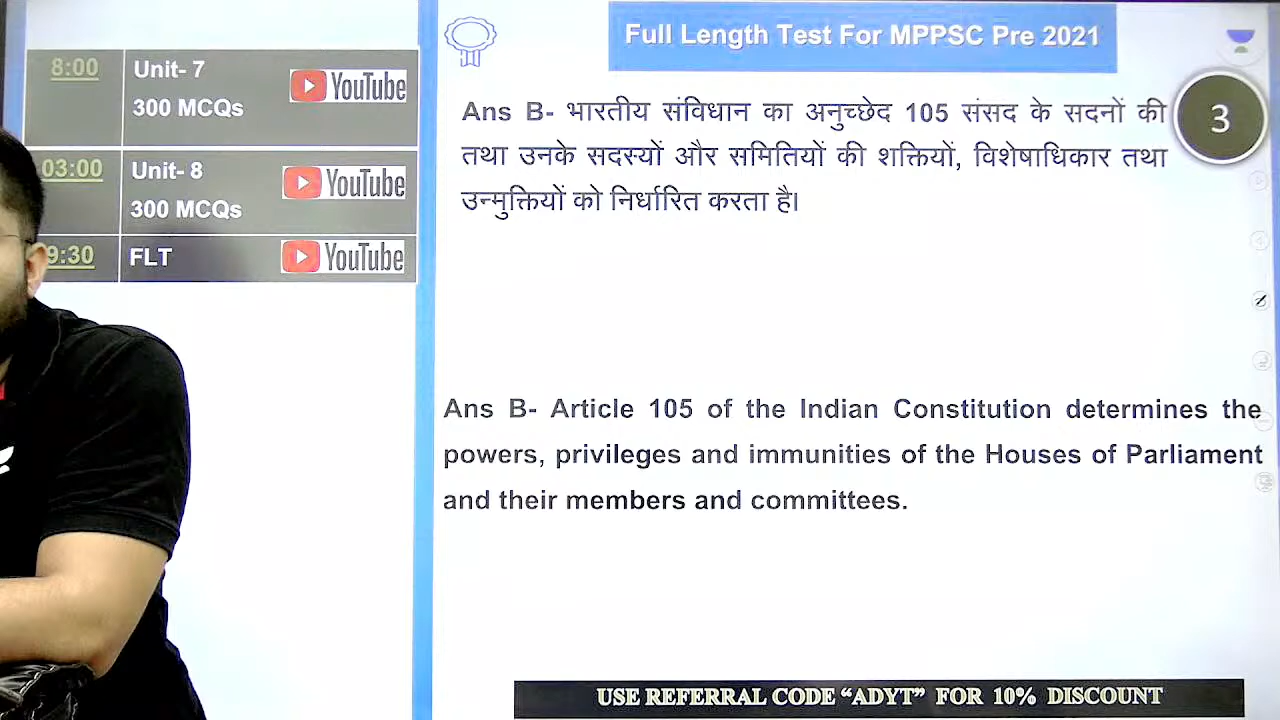 Full Length Test For MPPSC Pre 2021
8:00 Unit- 7 YouTube
300 MCQs
03:00 Unit- 8 YouTube
300 MCQs
9:30 FLT YouTube
3
Ans B- भारतीय संविधान का अनुच्छेद 105 संसद के सदनों की
तथा उनके सदस्यों और समितियों की शक्तियों, विशेषाधिकार तथा
उन्मुक्तियों को निर्धारित करता है।
Ans B- Article 105 of the Indian Constitution determines the
powers, privileges and immunities of the Houses of Parliament
and their members and committees.
USE REFERRAL CODE “ADYT” FOR 10% DISCOUNT